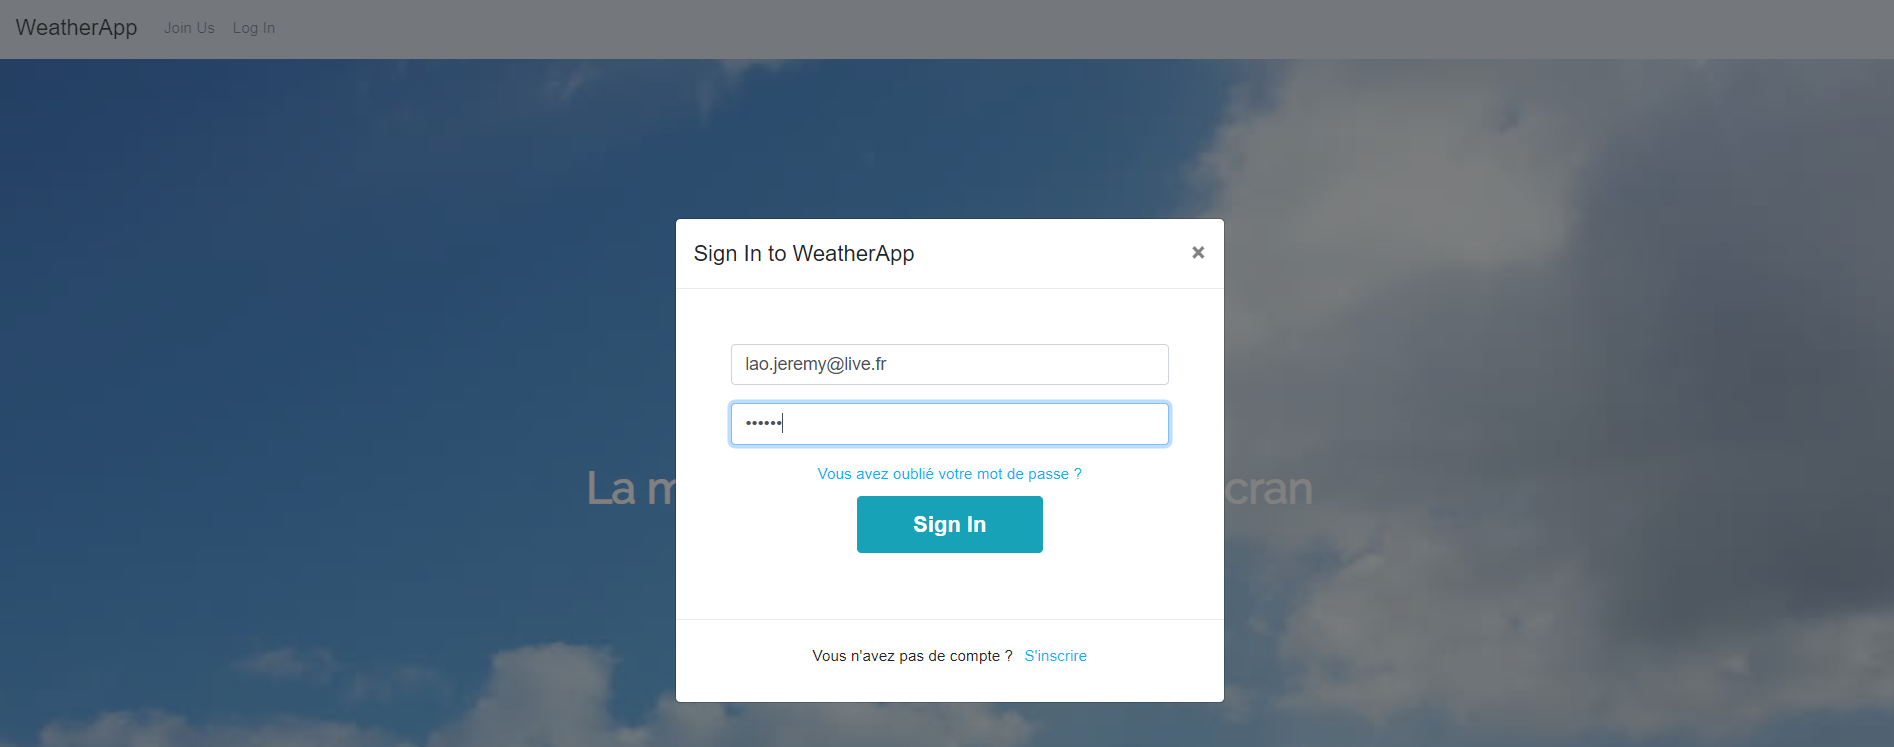 WeatherApp Join Us Log In
Sign In to WeatherApp ×
lao.jeremy@live.fr
••••••
Vous avez oublié votre mot de passe ?
La cran
Sign In
Vous n'avez pas de compte ? S'inscrire